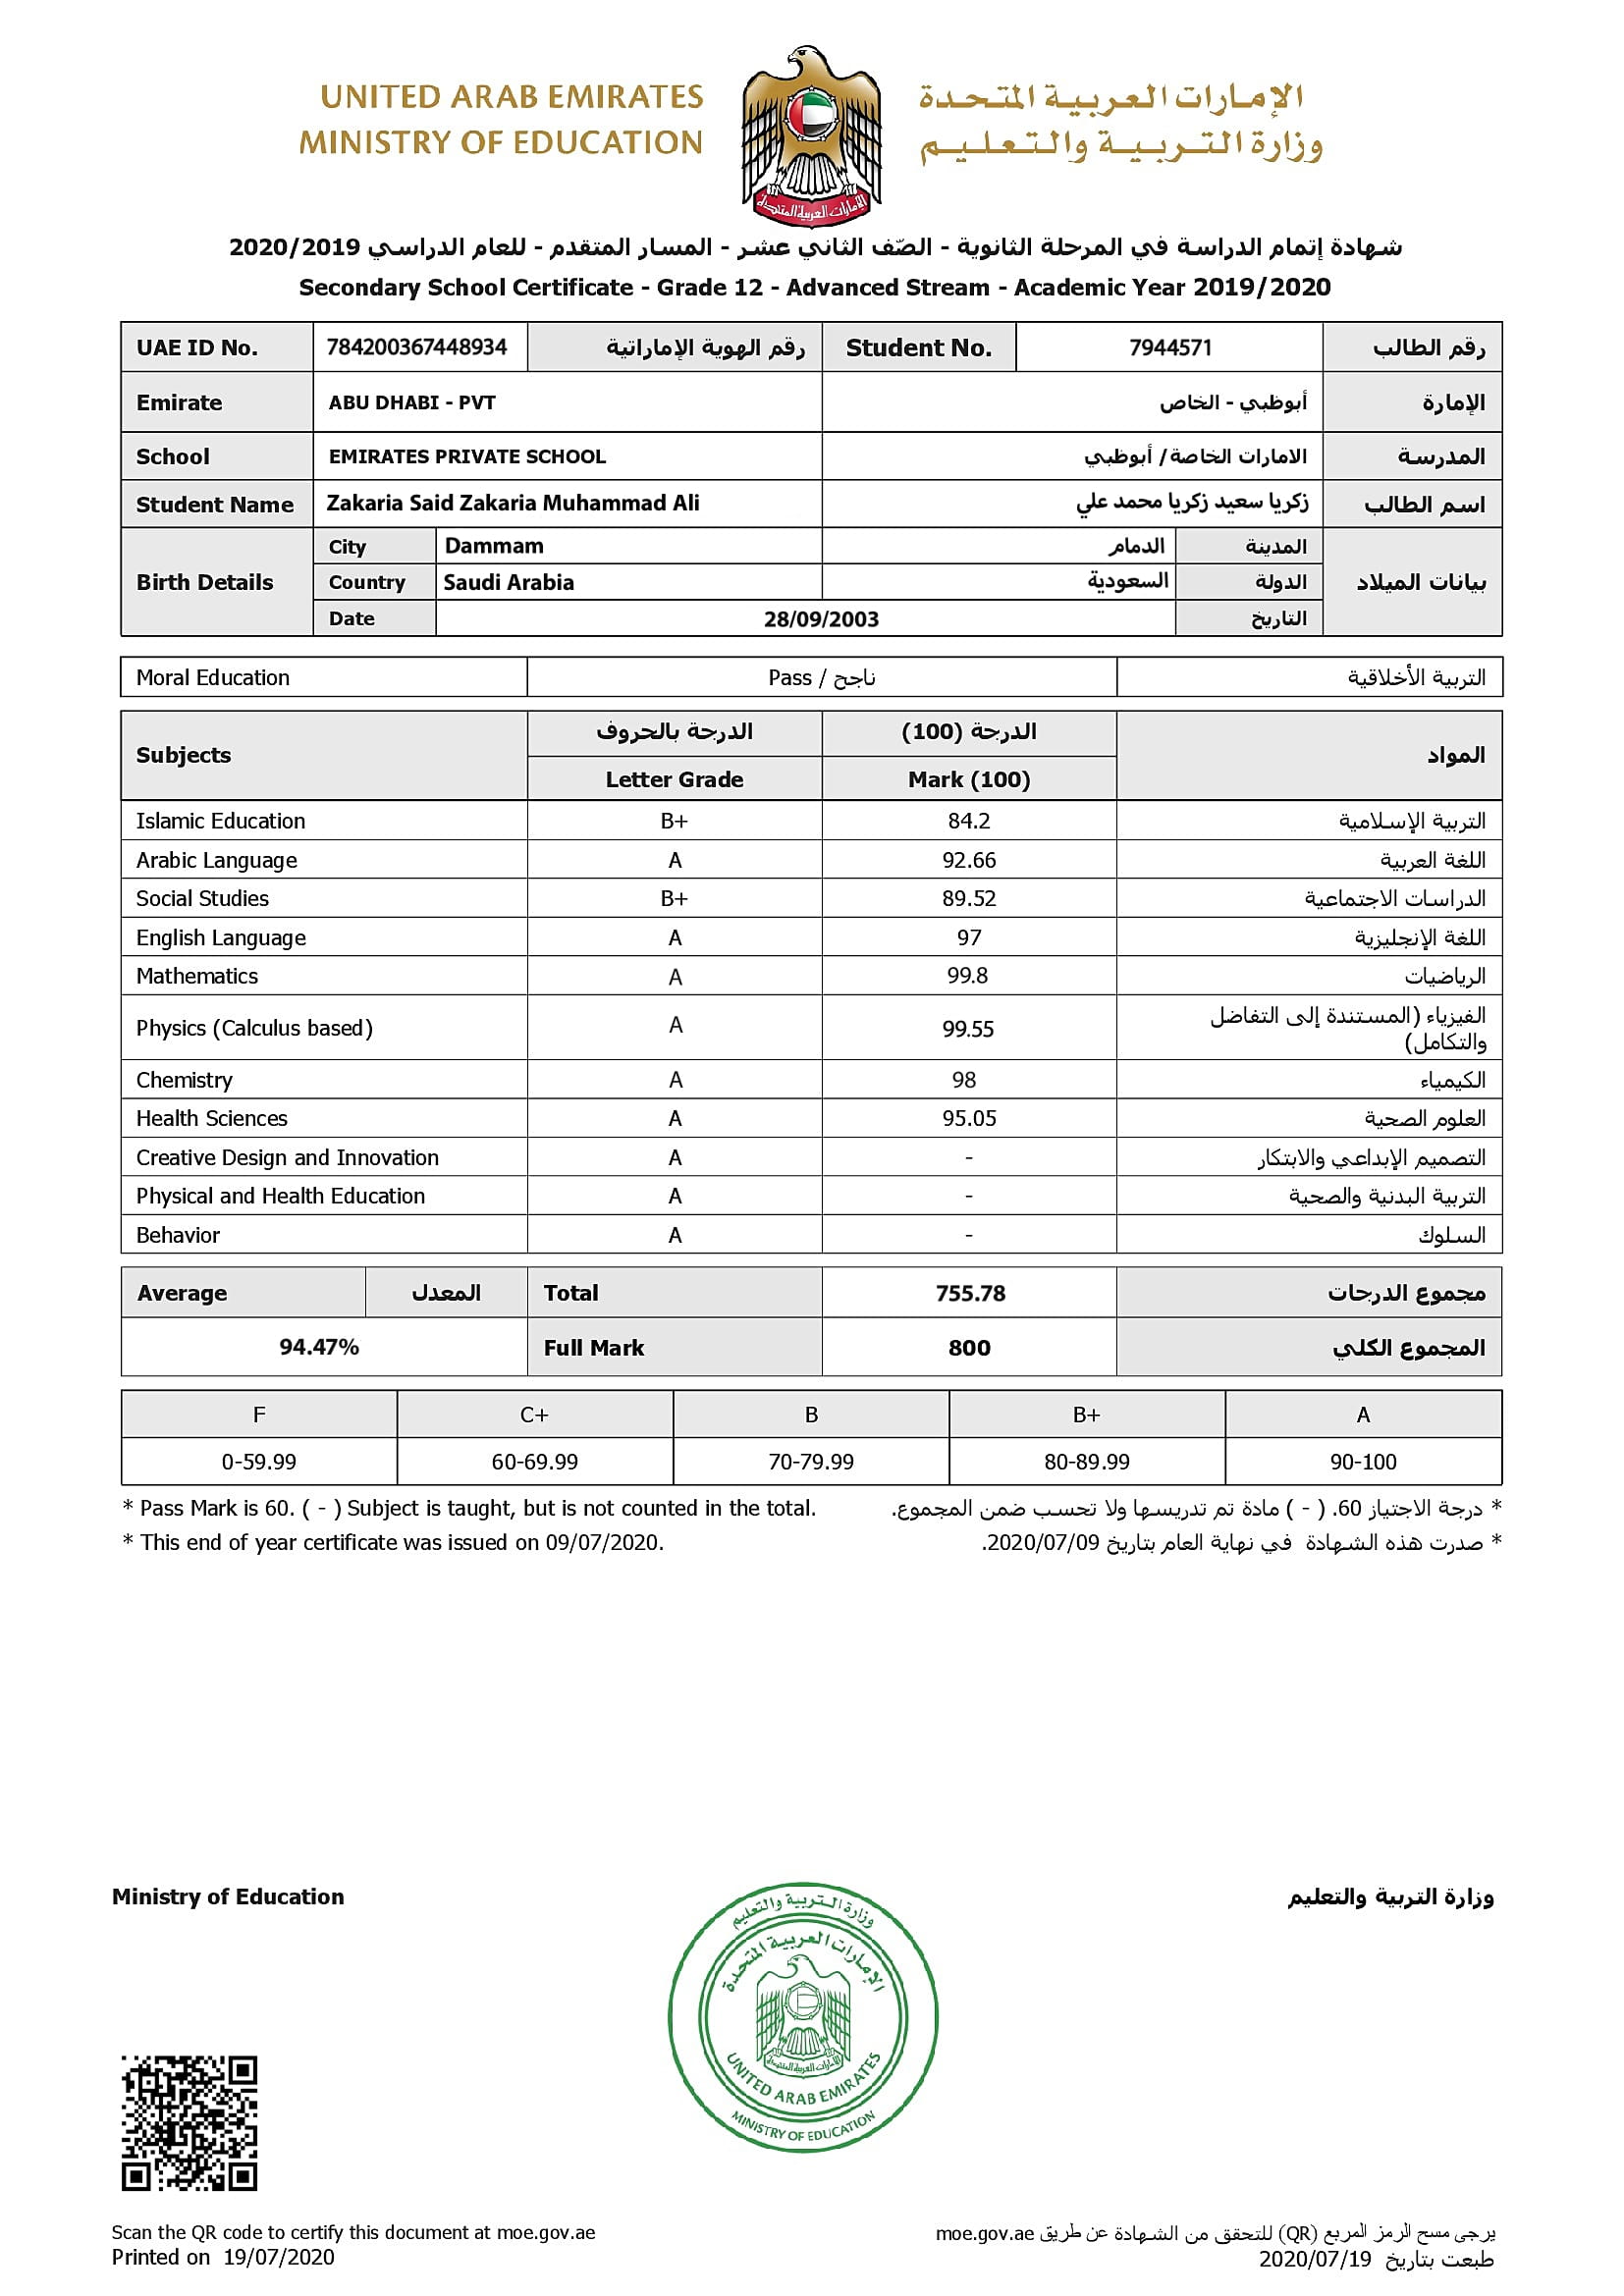 UNITED ARAB EMIRATES
MINISTRY OF EDUCATION
الإمارات العربية المتحدة
وزارة التربية والتعليم
الإمارات العربية المتحدة
شهادة إتمام الدراسة في المرحلة الثانوية - الصّف الثاني عشر - المسار المتقدم - للعام الدراسي 2020/2019
Secondary School Certificate - Grade 12 - Advanced Stream - Academic Year 2019/2020
UAE ID No. 784200367448934 رقم الهوية الإماراتية Student No. 7944571 رقم الطالب
Emirate ABU DHABI - PVT أبوظبي - الخاص الإمارة
School EMIRATES PRIVATE SCHOOL الامارات الخاصة/ أبوظبي المدرسة
Student Name Zakaria Said Zakaria Muhammad Ali زكريا سعيد زكريا محمد علي اسم الطالب
Birth Details City Dammam الدمام المدينة بيانات الميلاد
Country Saudi Arabia السعودية الدولة
Date 28/09/2003 التاريخ
Moral Education Pass / ناجح التربية الأخلاقية
Subjects الدرجة بالحروف الدرجة (100) المواد
Letter Grade Mark (100)
Islamic Education B+ 84.2 التربية الإسلامية
Arabic Language A 92.66 اللغة العربية
Social Studies B+ 89.52 الدراسات الاجتماعية
English Language A 97 اللغة الإنجليزية
Mathematics A 99.8 الرياضيات
Physics (Calculus based) A 99.55 الفيزياء (المستندة إلى التفاضل
والتكامل)
Chemistry A 98 الكيمياء
Health Sciences A 95.05 العلوم الصحية
Creative Design and Innovation A - التصميم الإبداعي والابتكار
Physical and Health Education A - التربية البدنية والصحية
Behavior A - السلوك
Average المعدل Total 755.78 مجموع الدرجات
94.47% Full Mark 800 المجموع الكلي
F C+ B B+ A
0-59.99 60-69.99 70-79.99 80-89.99 90-100
* Pass Mark is 60. ( - ) Subject is taught, but is not counted in the total.
* درجة الاجتياز 60. ( - ) مادة تم تدريسها ولا تحسب ضمن المجموع.
* This end of year certificate was issued on 09/07/2020.
* صدرت هذه الشهادة في نهاية العام بتاريخ 2020/07/09.
Ministry of Education
وزارة التربية والتعليم
وزارة التربية والتعليم
الإمارات العربية المتحدة
الإمارات العربية المتحدة
UNITED ARAB EMIRATES
MINISTRY OF EDUCATION
Scan the QR code to certify this document at moe.gov.ae
يرجى مسح الرمز المربع (QR) للتحقق من الشهادة عن طريق moe.gov.ae
Printed on 19/07/2020
طبعت بتاريخ 2020/07/19